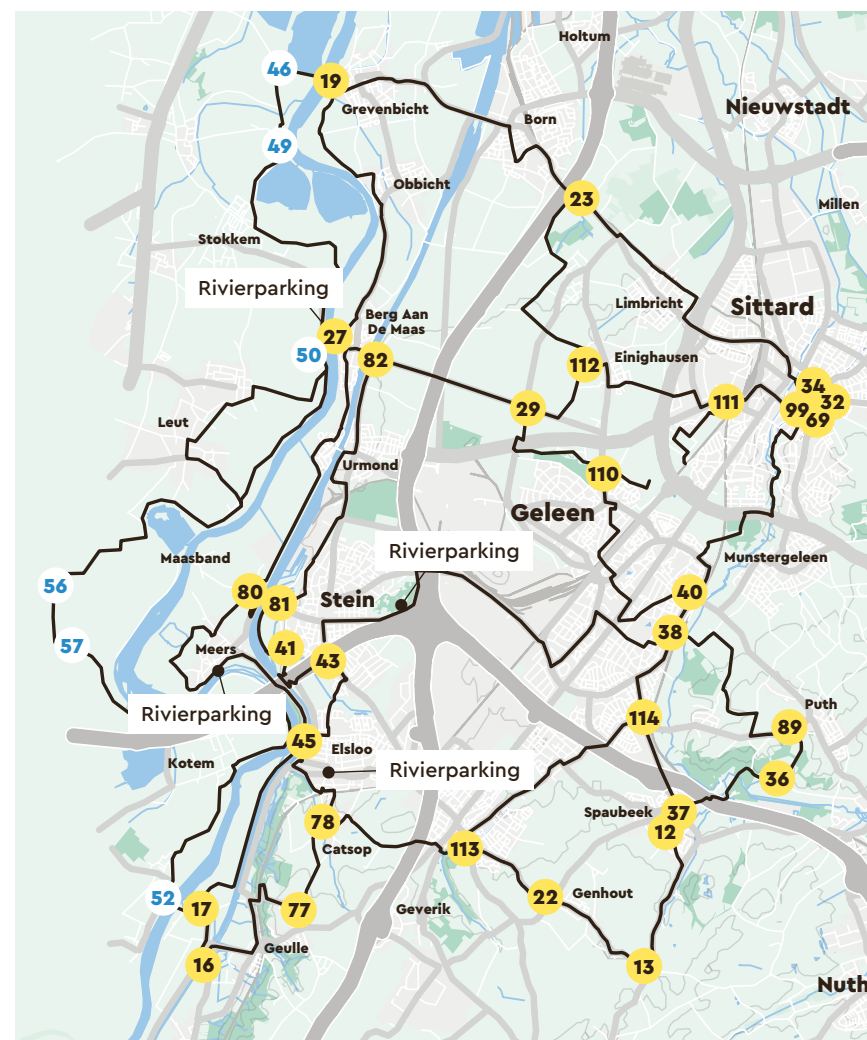 Holtum
46
19
Nieuwstadt
Grevenbicht
Born
49
Obbicht
23
Millen
Stokkem
Rivierparking
Limbricht
Sittard
Berg Aan
De Maas
27
50
82
112
Einighausen
34
111
32
99
69
29
Leut
Urmond
110
Geleen
Rivierparking
Maasband
Munstergeleen
56
80
81
Stein
40
57
Meers
41
43
38
Rivierparking
114
Puth
89
45
Elsloo
Kotem
Rivierparking
36
78
Catsop
Spaubeek
37
12
113
52
17
77
Geverik
22
Genhout
Geulle
16
13
Nuth